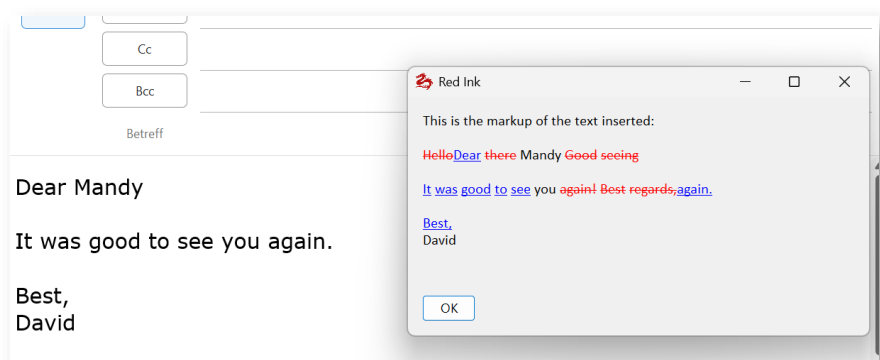 Cc
Bcc
Betreff
Dear Mandy
It was good to see you again.
Best,
David
Red Ink
This is the markup of the text inserted:
HelloDear there Mandy Good seeing
It was good to see you again! Best regards,again.
Best,
David
OK